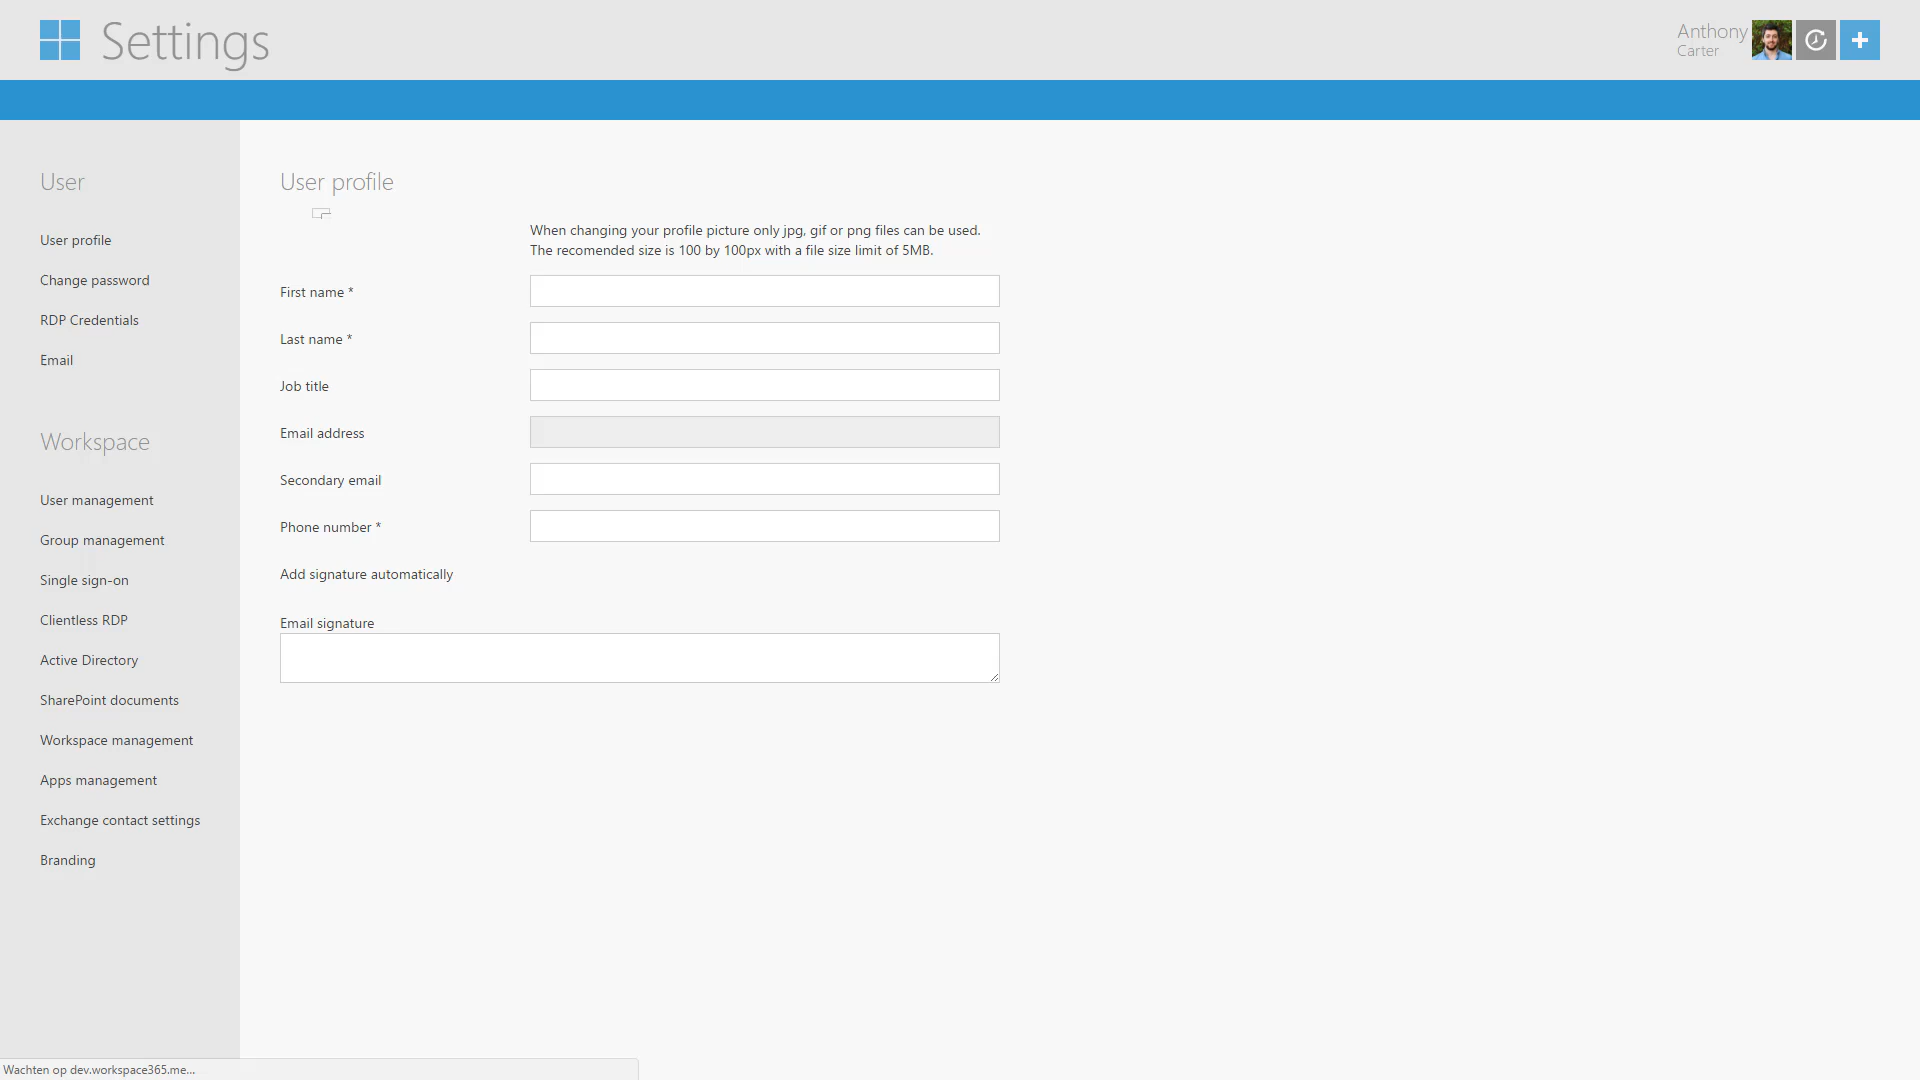 Settings
Anthony
Carter
User
User profile
Change password
RDP Credentials
Email
Workspace
User management
Group management
Single sign-on
Clientless RDP
Active Directory
SharePoint documents
Workspace management
Apps management
Exchange contact settings
Branding
User profile
When changing your profile picture only jpg, gif or png files can be used.
The recomended size is 100 by 100px with a file size limit of 5MB.
First name *
Last name *
Job title
Email address
Secondary email
Phone number *
Add signature automatically
Email signature
Wachten op dev.workspace365.me...